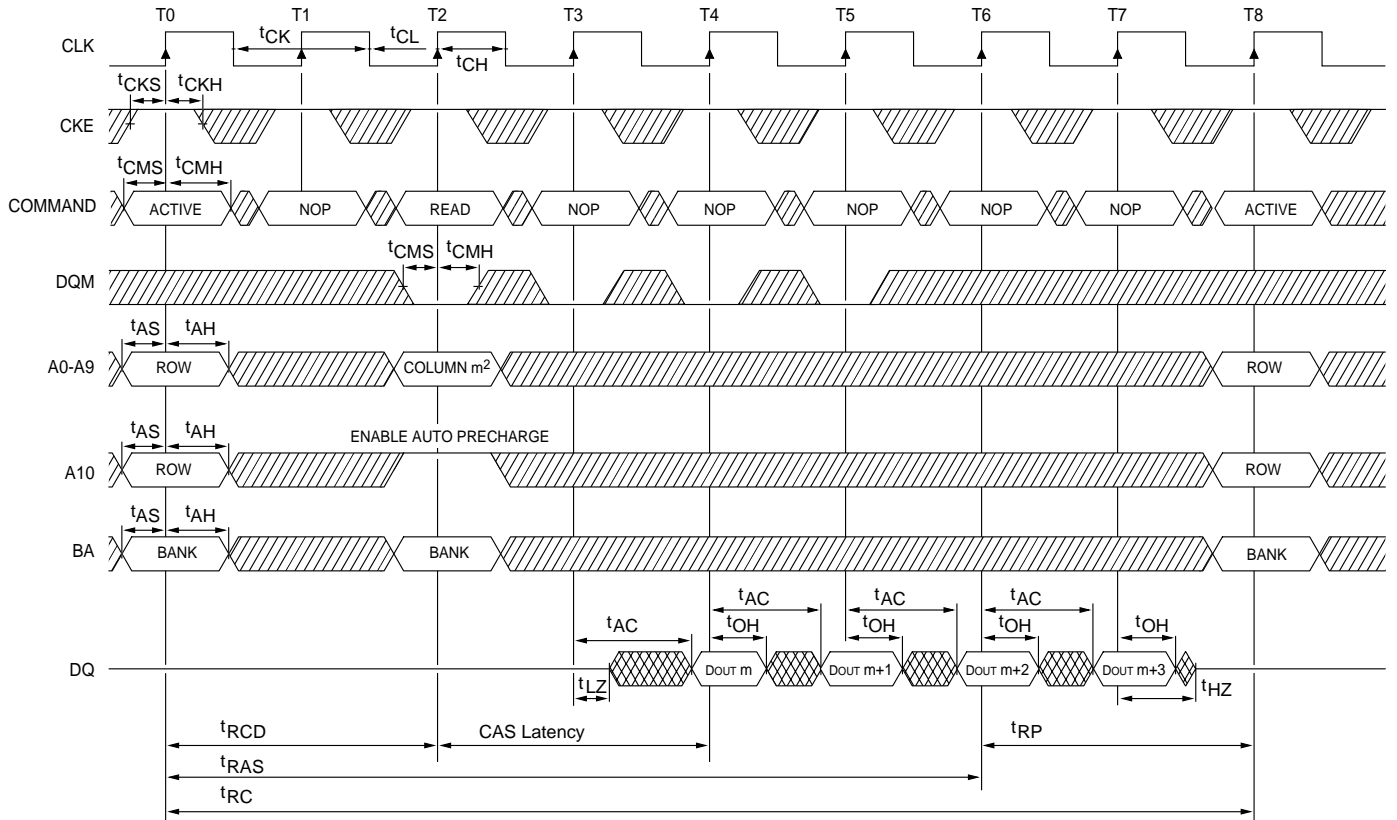 T0 T1 T2 T3 T4 T5 T6 T7 T8
CLK
tCK tCL
tCH
tCKS tCKH
CKE
tCMS tCMH
COMMAND ACTIVE NOP READ NOP NOP NOP NOP NOP ACTIVE
tCMS tCMH
DQM
tAS tAH
A0-A9 ROW COLUMN m2 ROW
ENABLE AUTO PRECHARGE
tAS tAH
A10 ROW ROW
tAS tAH
BA BANK BANK BANK
tAC tAC tAC
tAC tOH tOH tOH tOH
DQ DOUT m DOUT m+1 DOUT m+2 DOUT m+3
tLZ tHZ
tRCD CAS Latency tRP
tRAS
tRC